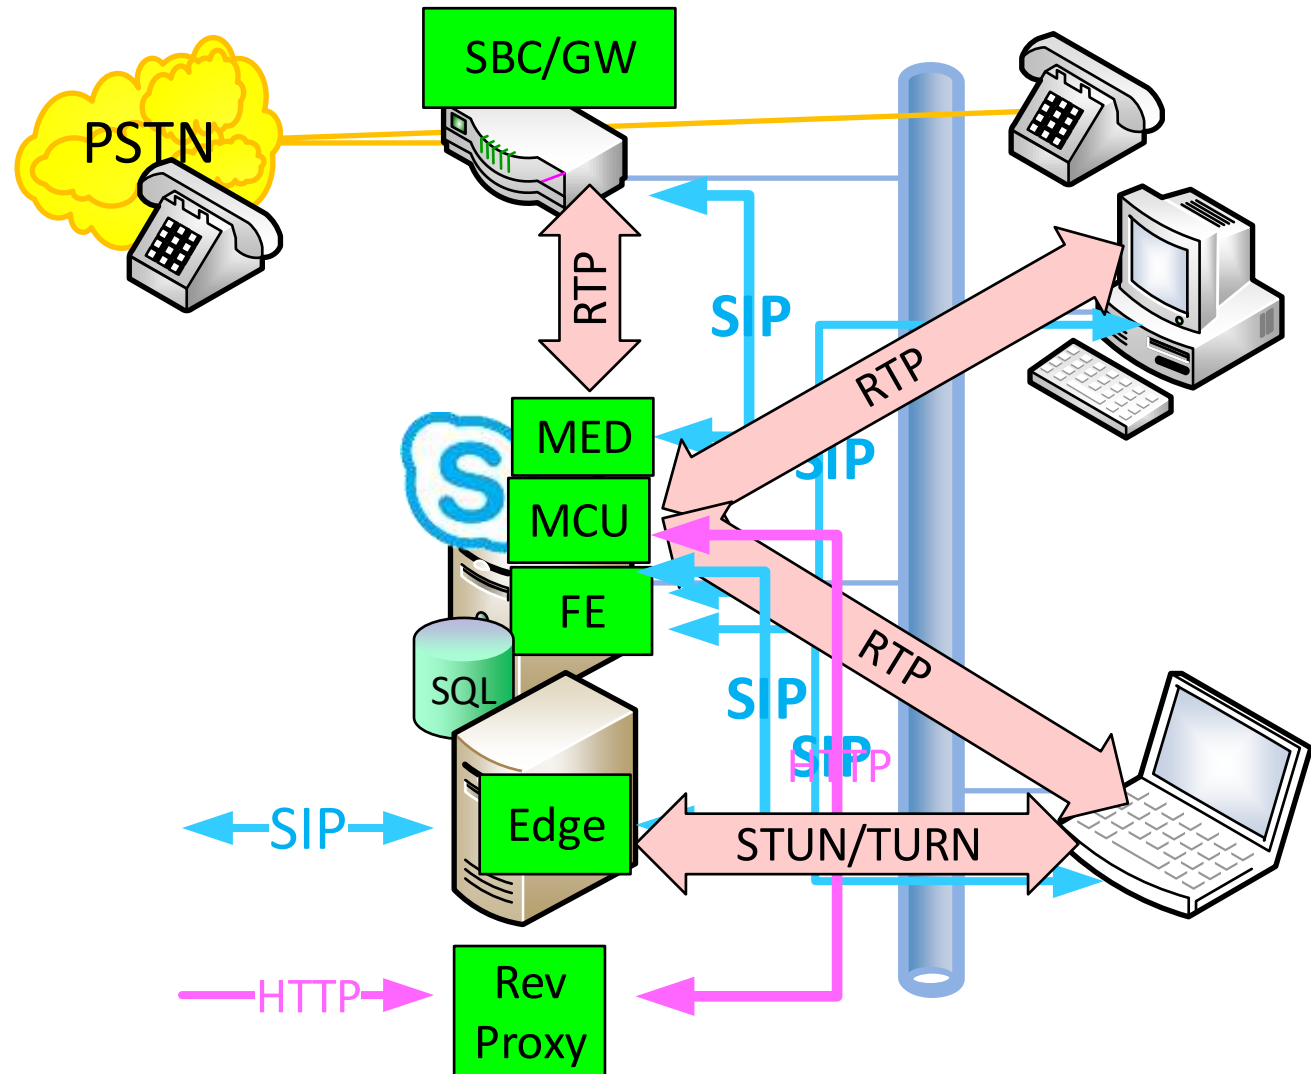 SBC/GW
PSTN
RTP
SIP
RTP
MED
SIP
S
MCU
FE
RTP
SQL
SIP
SIP
HTTP
Edge
SIP
STUN/TURN
HTTP
Rev
Proxy